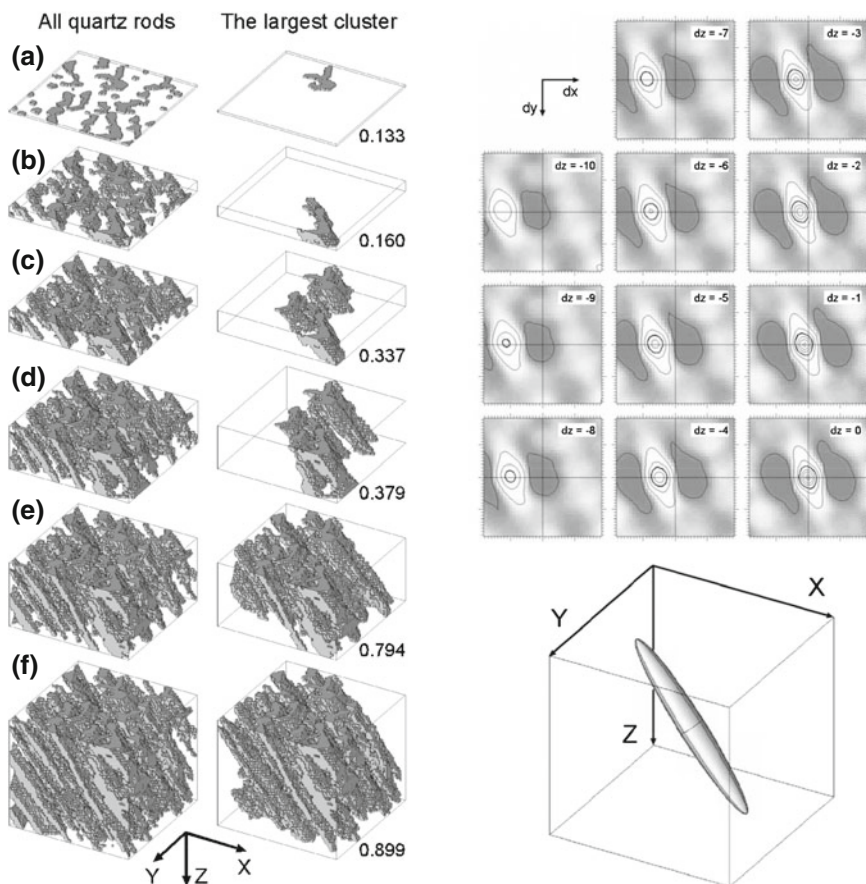 All quartz rods The largest cluster
(a)
0.133
(b)
0.160
(c)
0.337
(d)
0.379
(e)
0.794
(f)
0.899
Y Z X
dx
dy
dz = -7 dz = -3
dz = -10 dz = -6 dz = -2
dz = -9 dz = -5 dz = -1
dz = -8 dz = -4 dz = 0
X
Y
Z